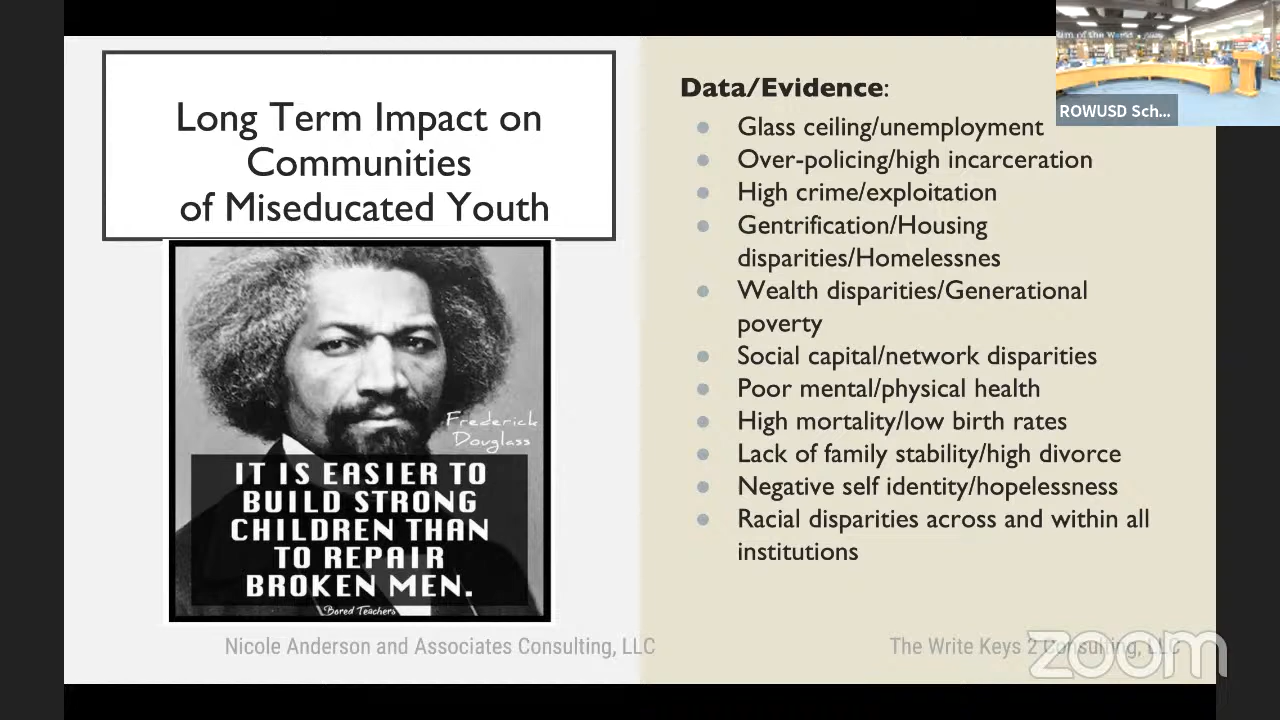 Long Term Impact on
Communities
of Miseducated Youth
Frederick
Douglass
IT IS EASIER TO
BUILD STRONG
CHILDREN THAN
TO REPAIR
BROKEN MEN.
Bored Teachers
Data/Evidence:
Glass ceiling/unemployment
Over-policing/high incarceration
High crime/exploitation
Gentrification/Housing
disparities/Homelessnes
Wealth disparities/Generational
poverty
Social capital/network disparities
Poor mental/physical health
High mortality/low birth rates
Lack of family stability/high divorce
Negative self identity/hopelessness
Racial disparities across and within all
institutions
Nicole Anderson and Associates Consulting, LLC
The Write Keys 2 Consulting, LLC
zoom
of the World
ROWUSD Sch...